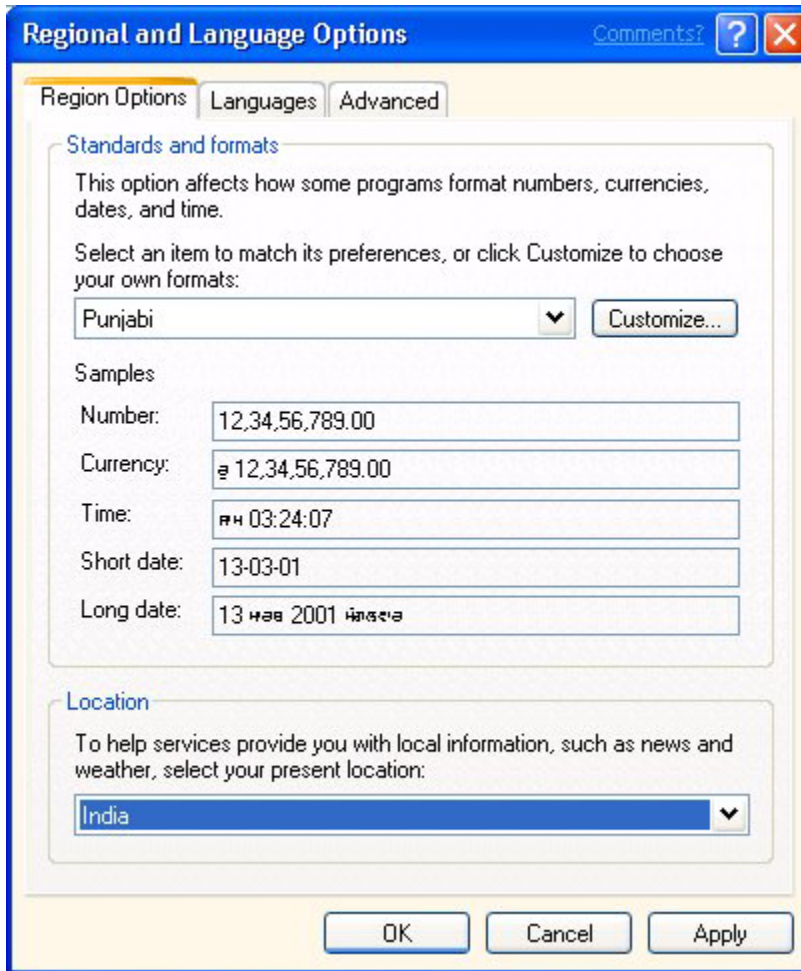 Regional and Language Options Comments?
Region Options Languages Advanced
Standards and formats
This option affects how some programs format numbers, currencies,
dates, and time.
Select an item to match its preferences, or click Customize to choose
your own formats:
Punjabi Customize...
Samples
Number: 12,34,56,789.00
Currency: ਰੁ 12,34,56,789.00
Time: 03:24:07
Short date: 13-03-01
Long date: 13 2001
Location
To help services provide you with local information, such as news and
weather, select your present location:
India
OK Cancel Apply